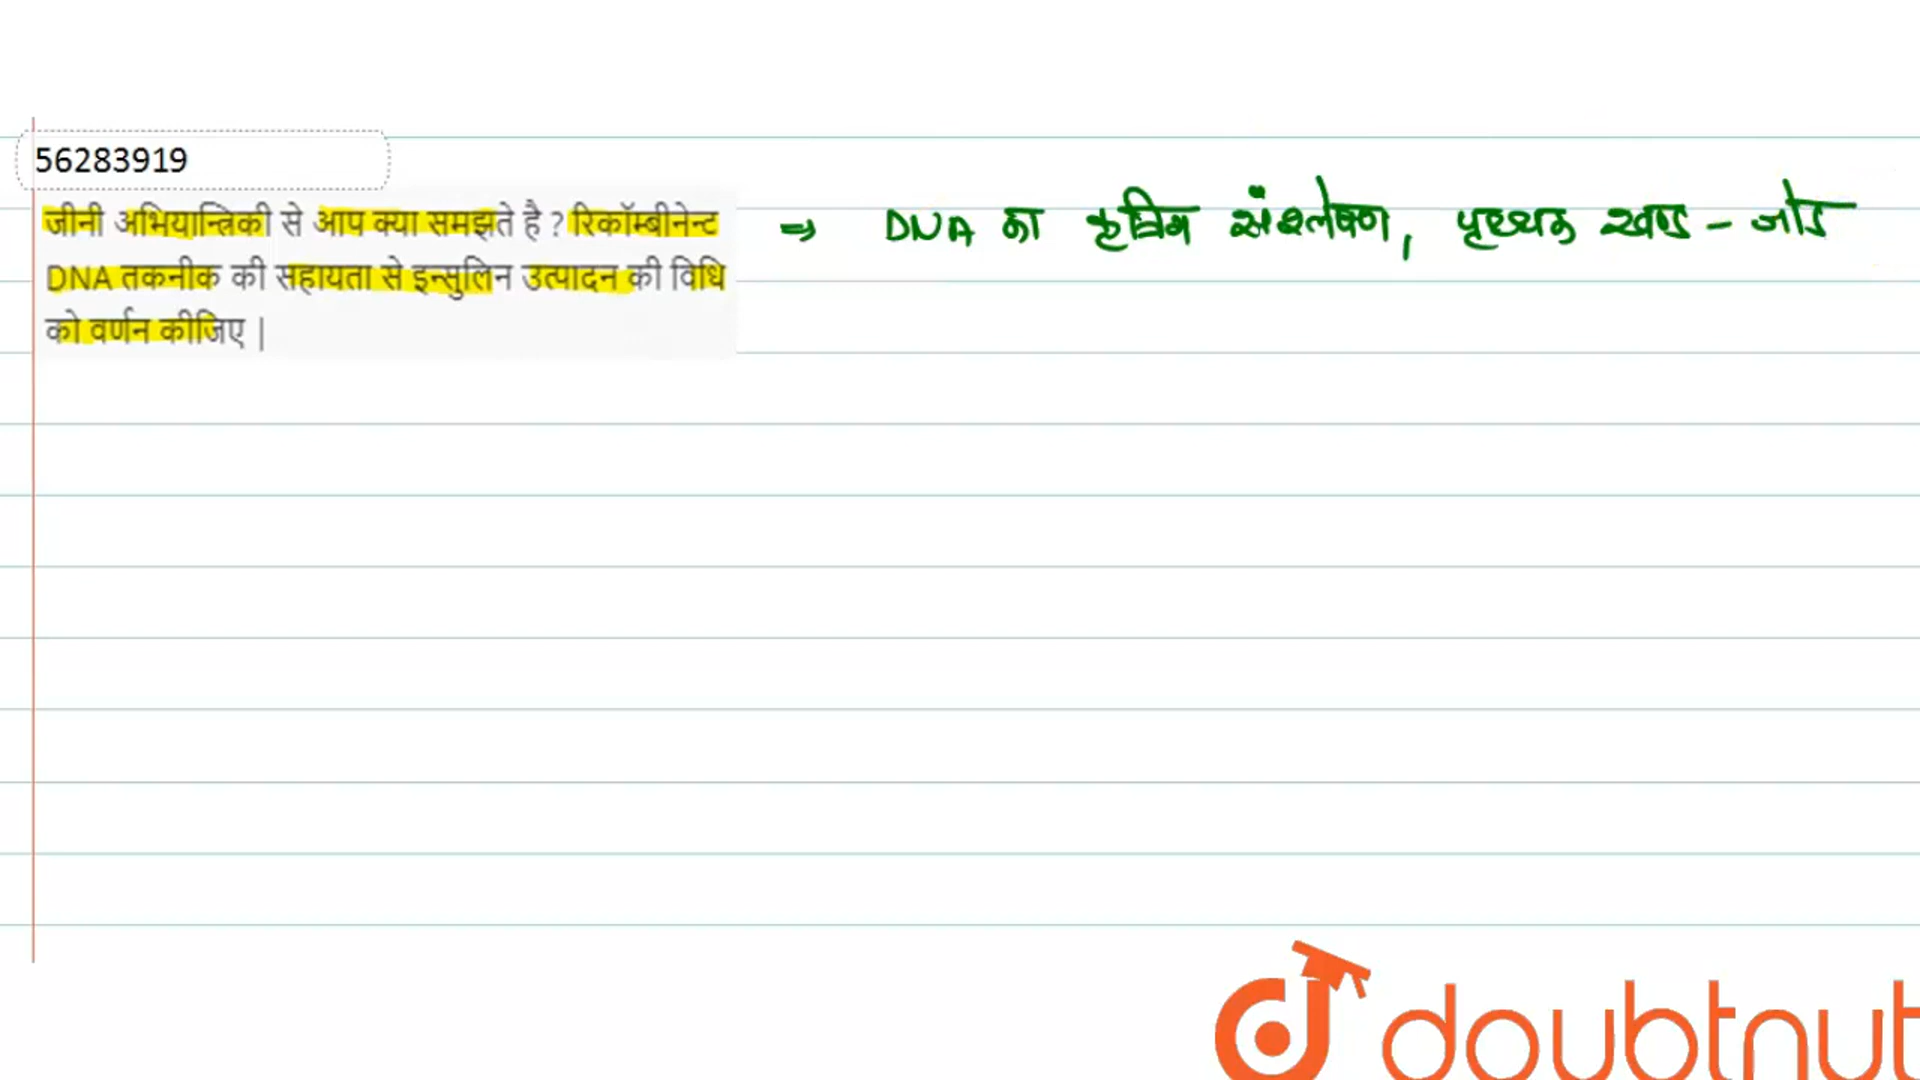 56283919
जीनी अभियान्त्रिकी से आप क्या समझते है ? रिकॉम्बीनेन्ट
DNA तकनीक की सहायता से इन्सुलिन उत्पादन की विधि
को वर्णन कीजिए |
⇒ DNA का कृत्रिम संश्लेषण, पृथ्थक खण्ड - जोड
doubtnut